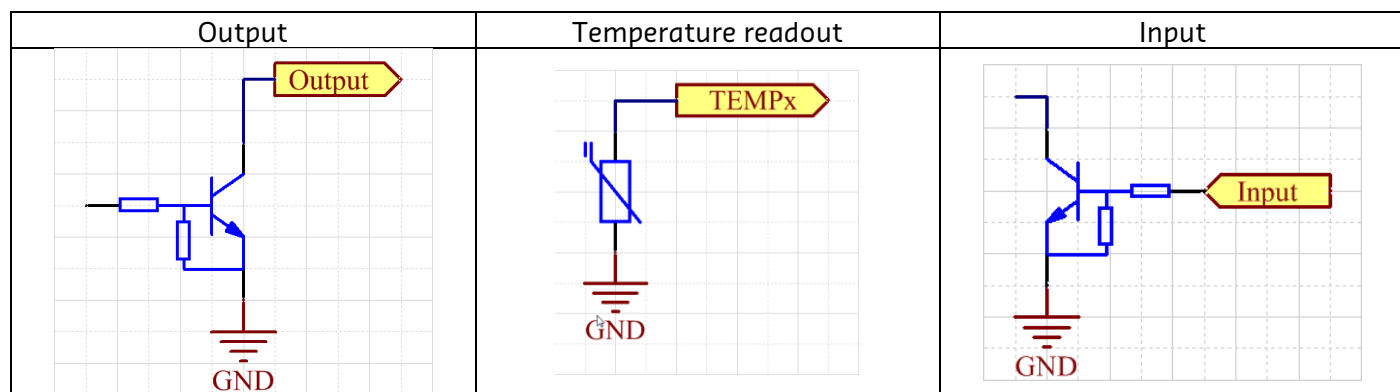 Output
Temperature readout
Input
Output
TEMPx
Input
GND
GND
GND